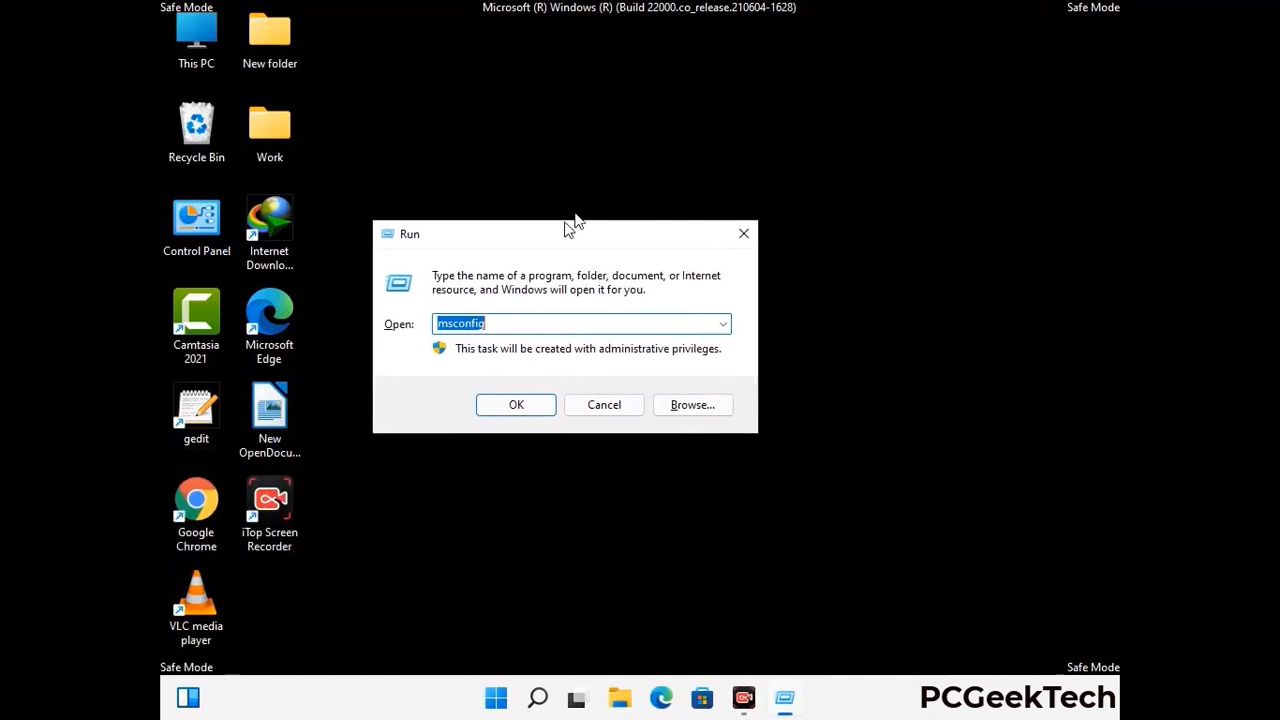 Safe Mode
Microsoft (R) Windows (R) (Build 22000.co_release.210604-1628)
Safe Mode
This PC
New folder
Recycle Bin
Work
Control Panel
Internet
Downlo...
Camtasia
2021
Microsoft
Edge
gedit
New
OpenDocu...
Google
Chrome
iTop Screen
Recorder
VLC media
player
Run
Type the name of a program, folder, document, or Internet
resource, and Windows will open it for you.
Open:
msconfig
This task will be created with administrative privileges.
OK
Cancel
Browse...
Safe Mode
Safe Mode
PCGeekTech